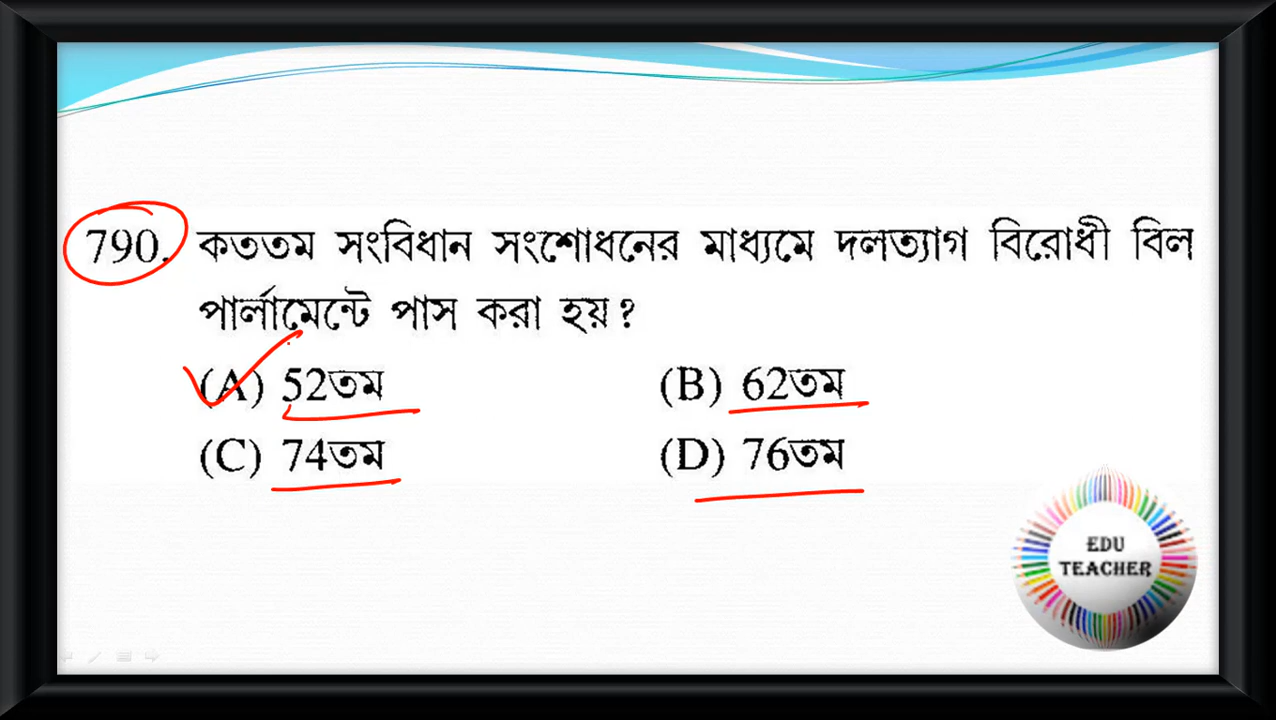 790. কততম সংবিধান সংশোধনের মাধ্যমে দলত্যাগ বিরোধী বিল
পার্লামেন্টে পাস করা হয়?
(A) 52তম (B) 62তম
(C) 74তম (D) 76তম
EDU
TEACHER